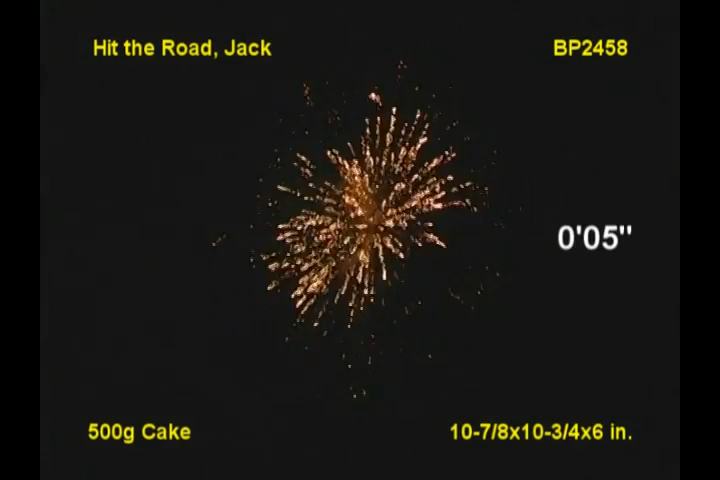 Hit the Road, Jack
BP2458
0'05"
500g Cake
10-7/8x10-3/4x6 in.